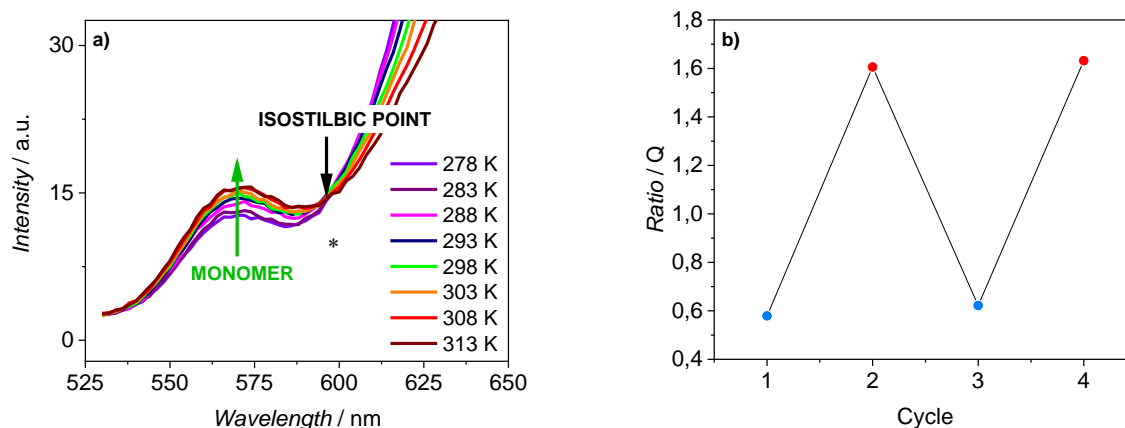 a)
30
15
0
Intensity / a.u.
ISOSTILBIC POINT
MONOMER
*
278 K
283 K
288 K
293 K
298 K
303 K
308 K
313 K
525 550 575 600 625 650
Wavelength / nm
b)
1,8
1,6
1,4
1,2
1,0
0,8
0,6
0,4
Ratio / Q
1 2 3 4
Cycle